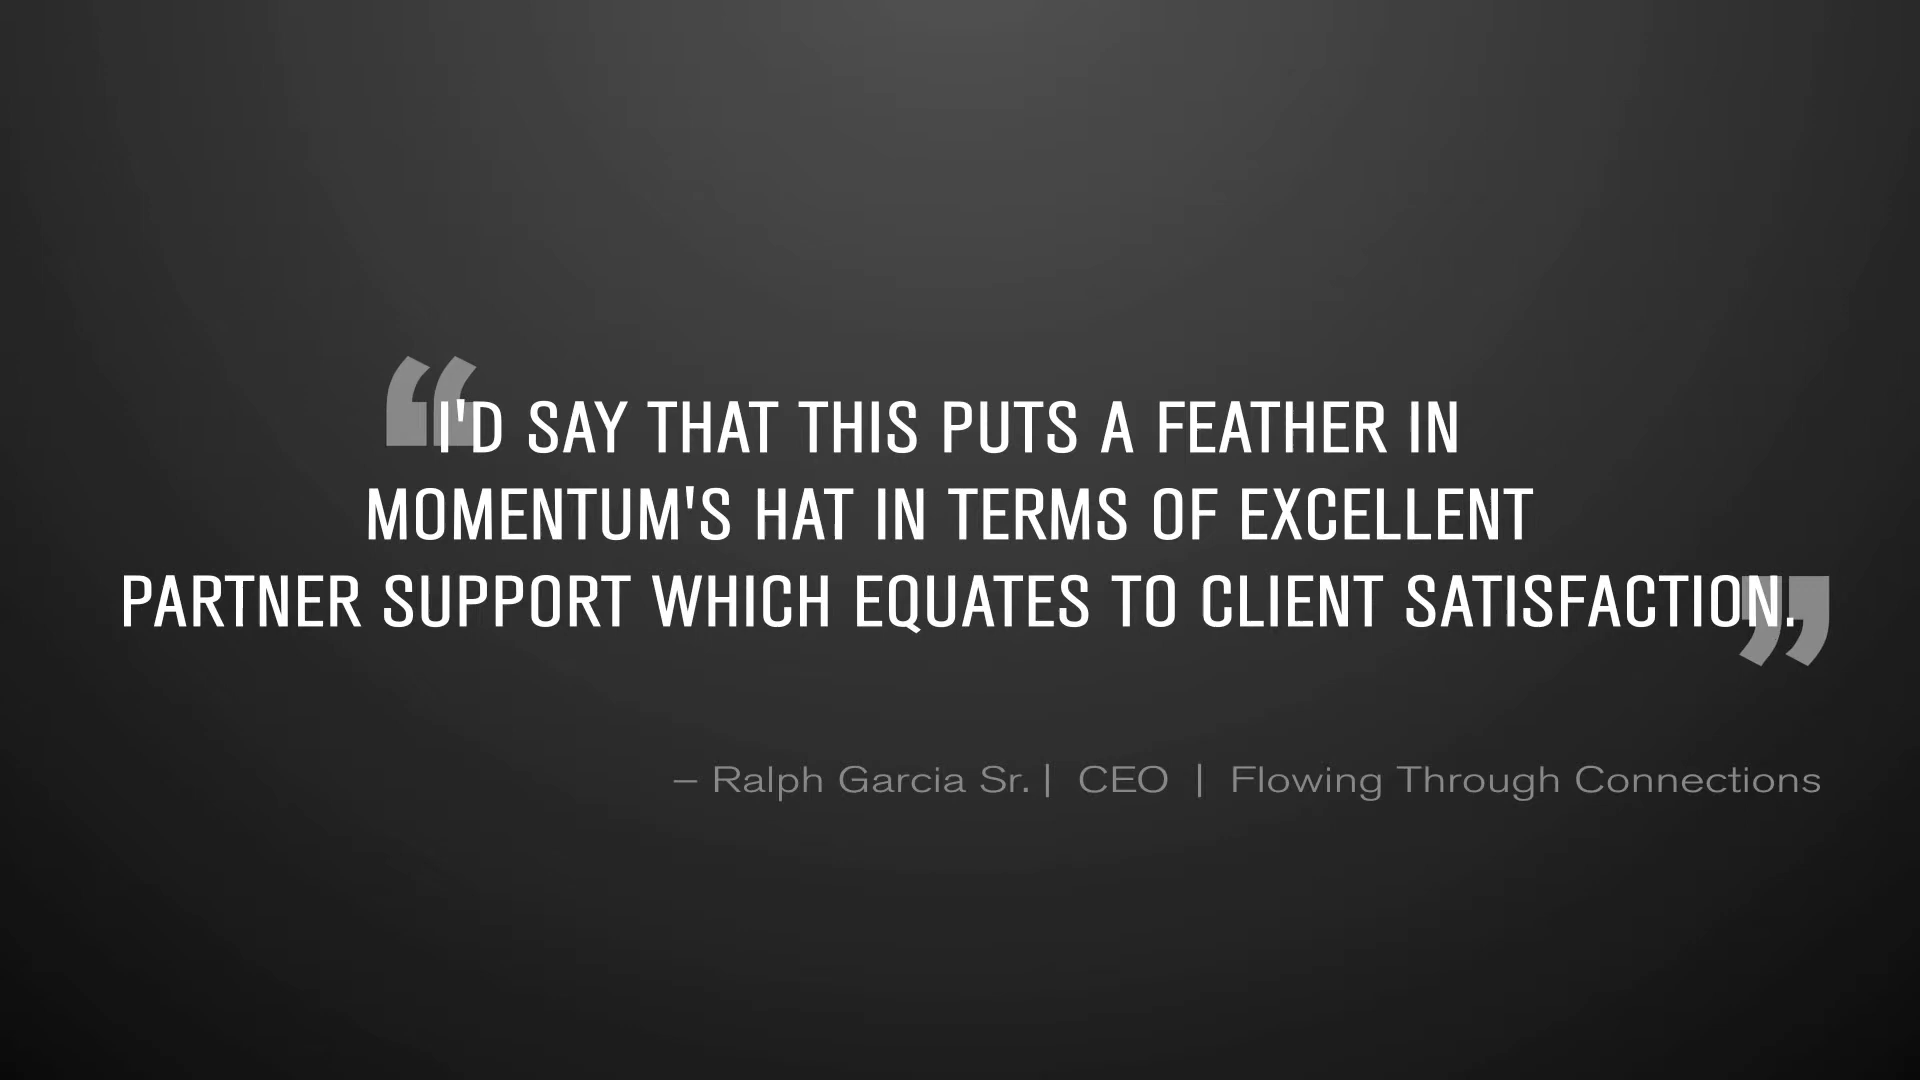 “I'D SAY THAT THIS PUTS A FEATHER IN
MOMENTUM'S HAT IN TERMS OF EXCELLENT
PARTNER SUPPORT WHICH EQUATES TO CLIENT SATISFACTION.”
– Ralph Garcia Sr. | CEO | Flowing Through Connections